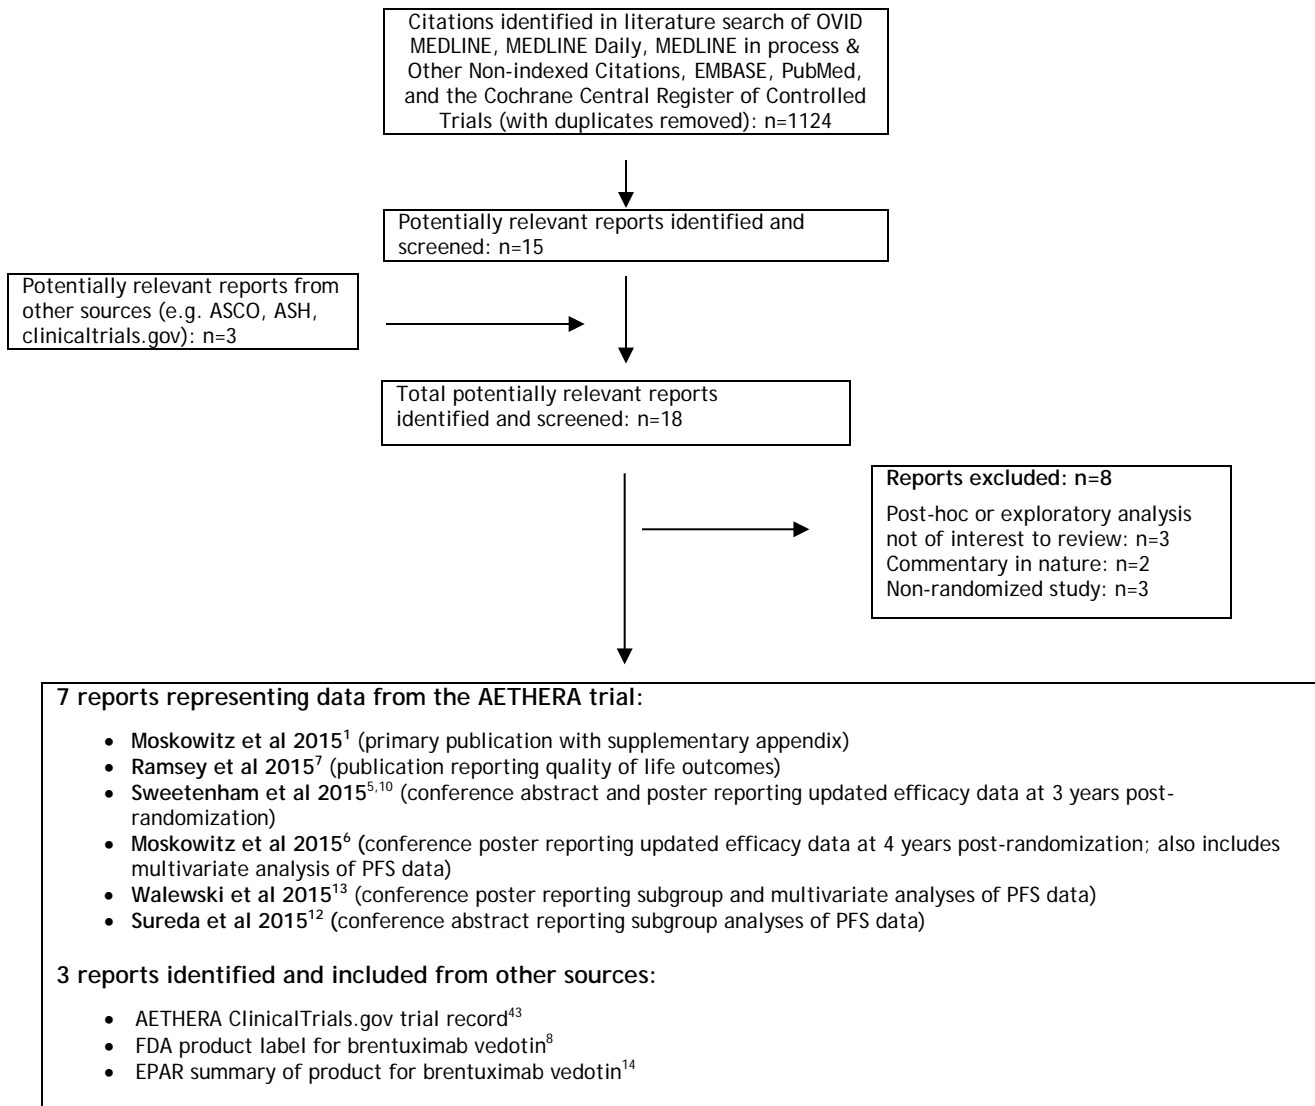 Citations identified in literature search of OVID
MEDLINE, MEDLINE Daily, MEDLINE in process &
Other Non-indexed Citations, EMBASE, PubMed,
and the Cochrane Central Register of Controlled
Trials (with duplicates removed): n=1124
Potentially relevant reports identified and
screened: n=15
Potentially relevant reports from
other sources (e.g. ASCO, ASH,
clinicaltrials.gov): n=3
Total potentially relevant reports
identified and screened: n=18
Reports excluded: n=8
Post-hoc or exploratory analysis
not of interest to review: n=3
Commentary in nature: n=2
Non-randomized study: n=3
7 reports representing data from the AETHERA trial:
• Moskowitz et al 2015¹ (primary publication with supplementary appendix)
• Ramsey et al 2015⁷ (publication reporting quality of life outcomes)
• Sweetenham et al 2015⁵,¹⁰ (conference abstract and poster reporting updated efficacy data at 3 years post-
randomization)
• Moskowitz et al 2015⁶ (conference poster reporting updated efficacy data at 4 years post-randomization; also includes
multivariate analysis of PFS data)
• Walewski et al 2015¹³ (conference poster reporting subgroup and multivariate analyses of PFS data)
• Sureda et al 2015¹² (conference abstract reporting subgroup analyses of PFS data)
3 reports identified and included from other sources:
• AETHERA ClinicalTrials.gov trial record⁴³
• FDA product label for brentuximab vedotin⁸
• EPAR summary of product for brentuximab vedotin¹⁴